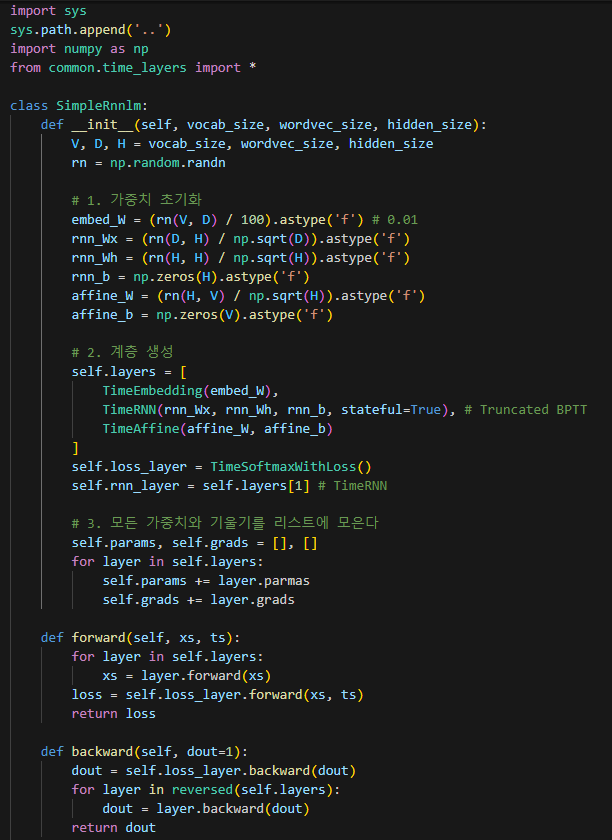 import sys
sys.path.append('..')
import numpy as np
from common.time_layers import *

class SimpleRnnlm:
    def __init__(self, vocab_size, wordvec_size, hidden_size):
        V, D, H = vocab_size, wordvec_size, hidden_size
        rn = np.random.randn

        # 1. 가중치 초기화
        embed_W = (rn(V, D) / 100).astype('f') # 0.01
        rnn_Wx = (rn(D, H) / np.sqrt(D)).astype('f')
        rnn_Wh = (rn(H, H) / np.sqrt(H)).astype('f')
        rnn_b = np.zeros(H).astype('f')
        affine_W = (rn(H, V) / np.sqrt(H)).astype('f')
        affine_b = np.zeros(V).astype('f')

        # 2. 계층 생성
        self.layers = [
            TimeEmbedding(embed_W),
            TimeRNN(rnn_Wx, rnn_Wh, rnn_b, stateful=True), # Truncated BPTT
            TimeAffine(affine_W, affine_b)
        ]
        self.loss_layer = TimeSoftmaxWithLoss()
        self.rnn_layer = self.layers[1] # TimeRNN

        # 3. 모든 가중치와 기울기를 리스트에 모은다
        self.params, self.grads = [], []
        for layer in self.layers:
            self.params += layer.parmas
            self.grads += layer.grads

    def forward(self, xs, ts):
        for layer in self.layers:
            xs = layer.forward(xs)
        loss = self.loss_layer.forward(xs, ts)
        return loss

    def backward(self, dout=1):
        dout = self.loss_layer.backward(dout)
        for layer in reversed(self.layers):
            dout = layer.backward(dout)
        return dout